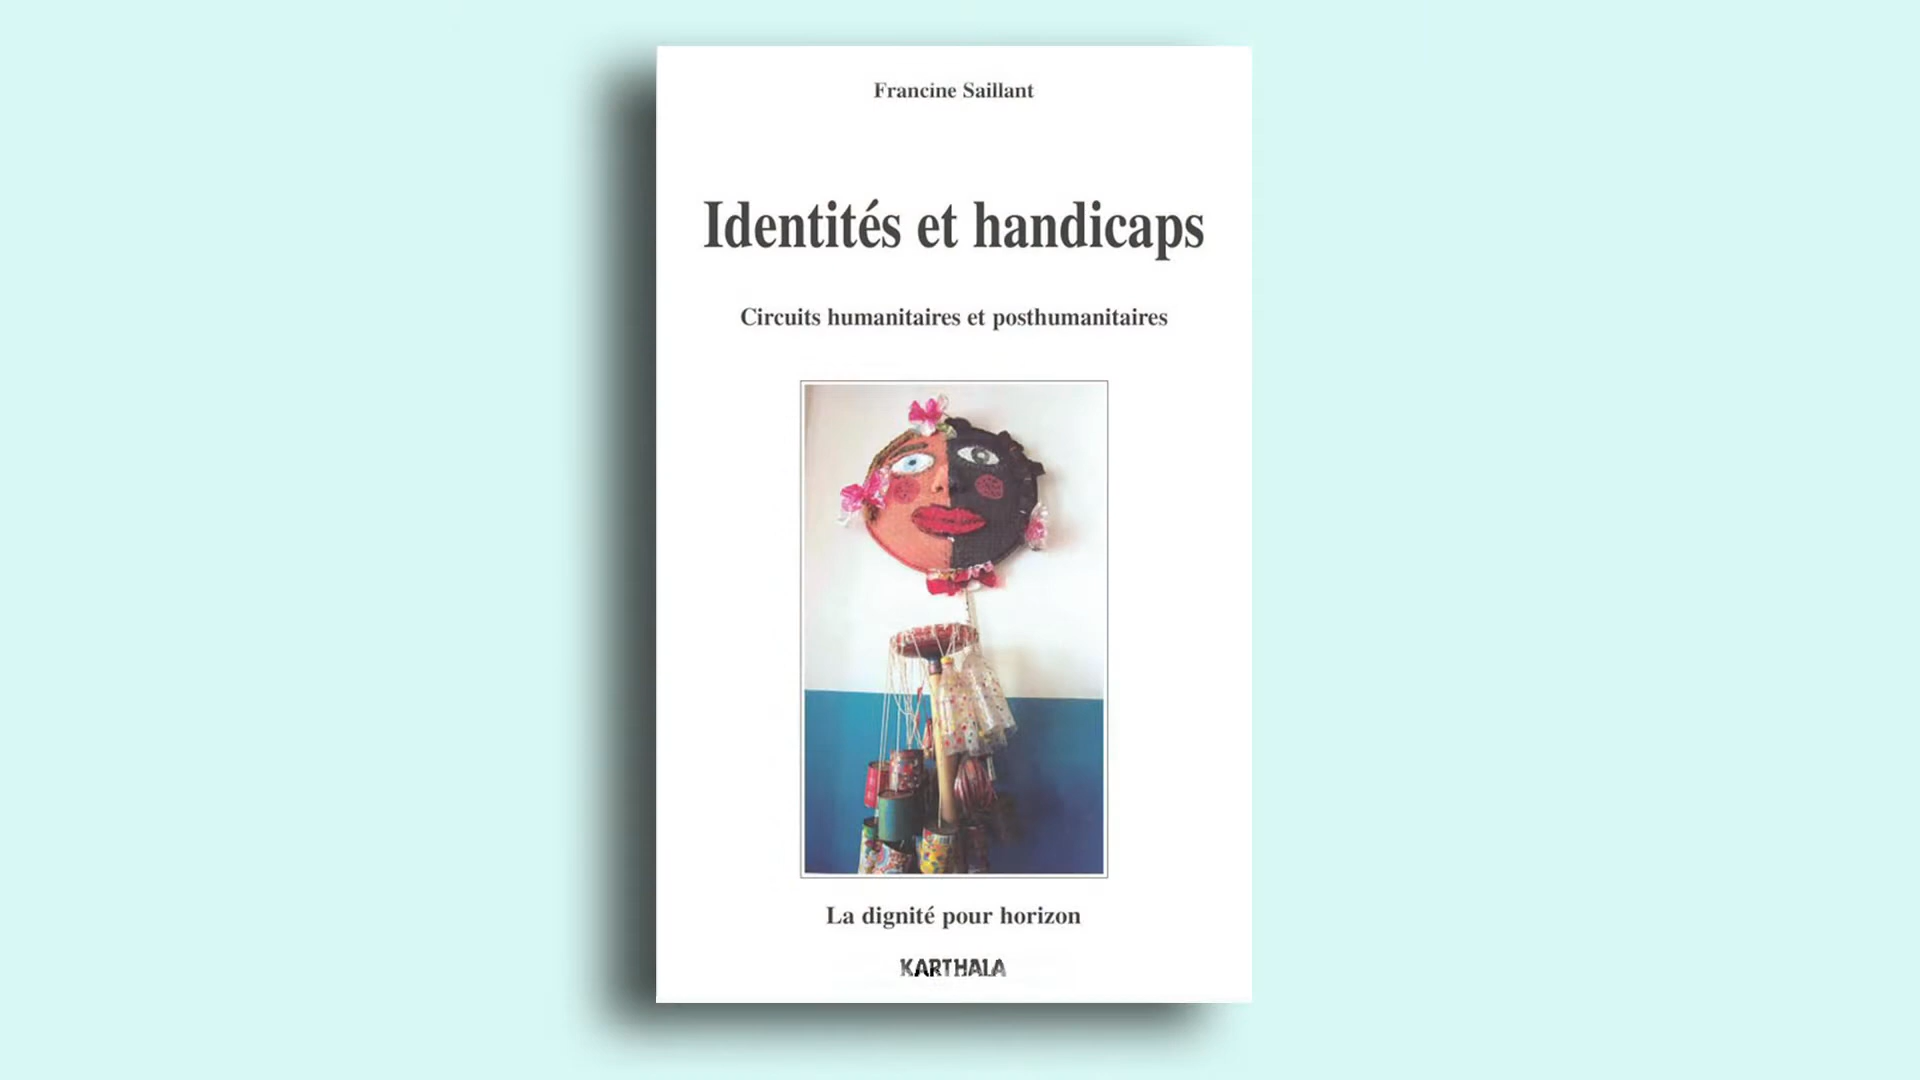 Francine Saillant
Identités et handicaps
Circuits humanitaires et posthumanitaires
La dignité pour horizon
KARTHALA